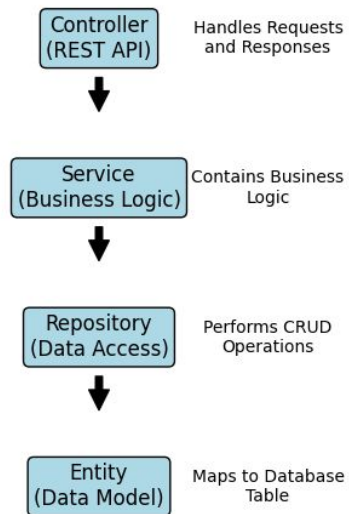 Controller
(REST API)
Handles Requests
and Responses
Service
(Business Logic)
Contains Business
Logic
Repository
(Data Access)
Performs CRUD
Operations
Entity
(Data Model)
Maps to Database
Table